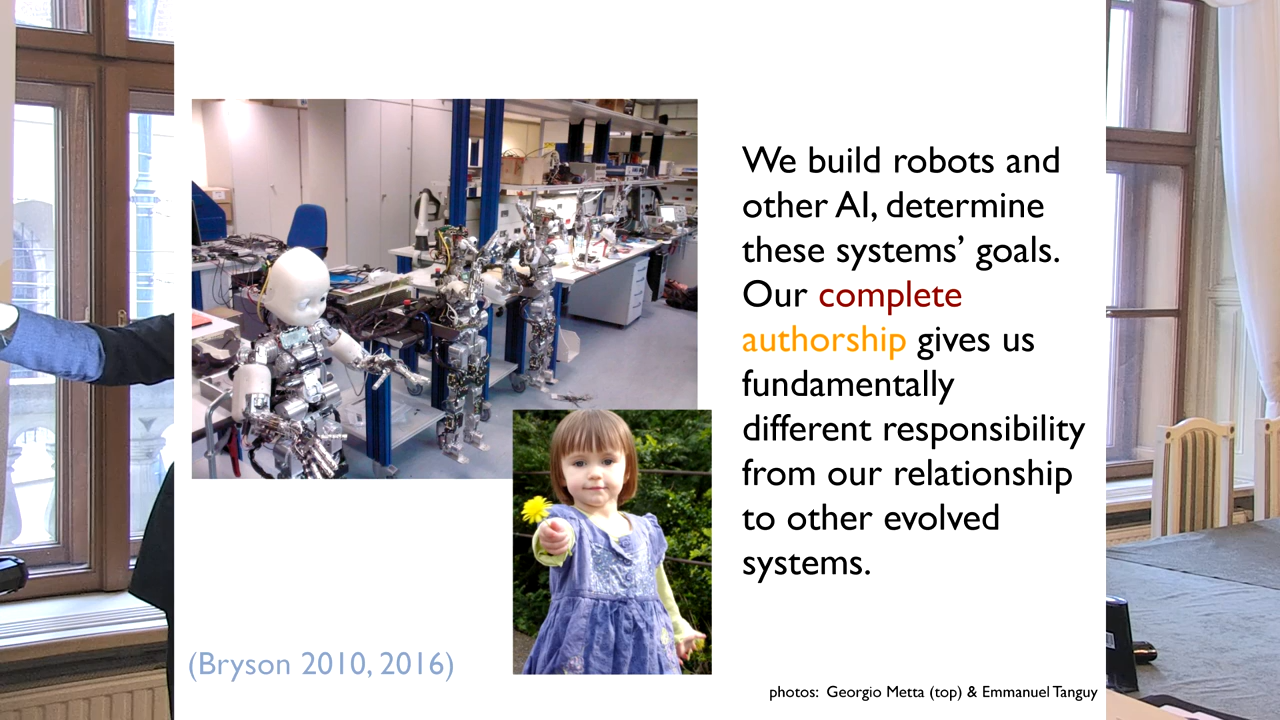 We build robots and
other AI, determine
these systems’ goals.
Our complete
authorship gives us
fundamentally
different responsibility
from our relationship
to other evolved
systems.
(Bryson 2010, 2016)
photos: Georgio Metta (top) & Emmanuel Tanguy